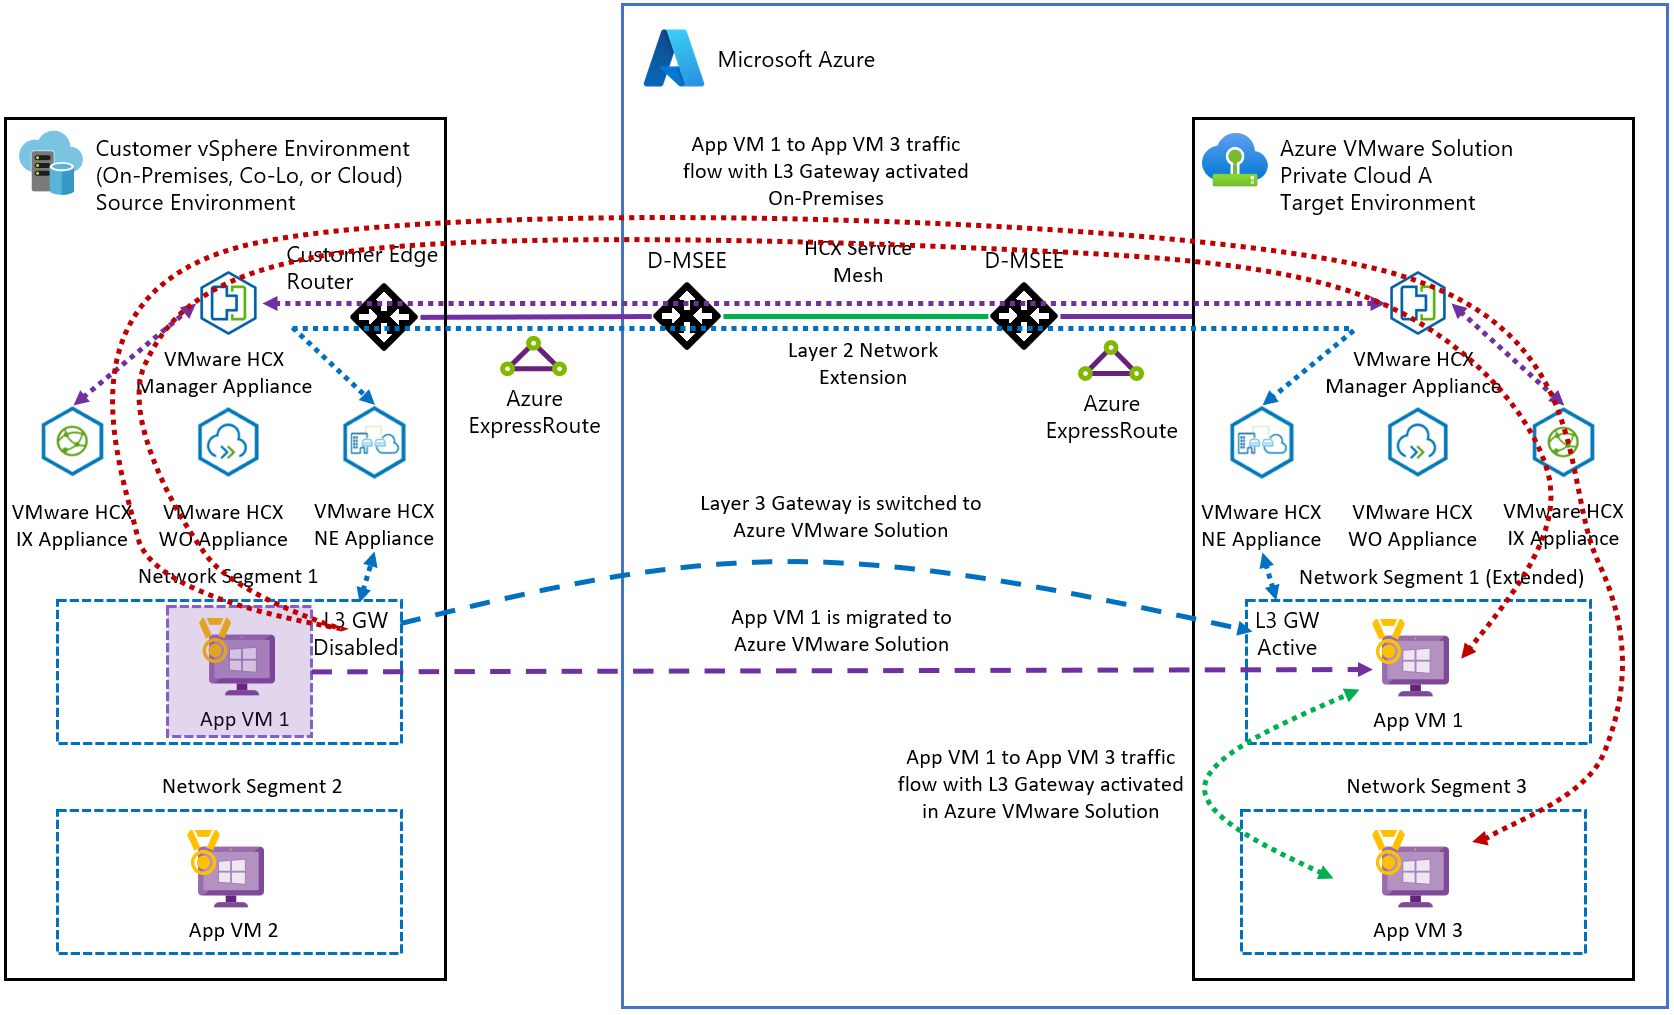 Microsoft Azure
Customer vSphere Environment
(On-Premises, Co-Lo, or Cloud)
Source Environment
App VM 1 to App VM 3 traffic
flow with L3 Gateway activated
On-Premises
Azure VMware Solution
Private Cloud A
Target Environment
Customer Edge
Router
D-MSEE
HCX Service
Mesh
D-MSEE
VMware HCX
Manager Appliance
Layer 2 Network
Extension
VMware HCX
Manager Appliance
Azure
ExpressRoute
Azure
ExpressRoute
VMware HCX
IX Appliance
VMware HCX
WO Appliance
VMware HCX
NE Appliance
Layer 3 Gateway is switched to
Azure VMware Solution
VMware HCX
NE Appliance
VMware HCX
WO Appliance
VMware HCX
IX Appliance
Network Segment 1
Network Segment 1 (Extended)
L3 GW
Disabled
App VM 1
App VM 1 is migrated to
Azure VMware Solution
L3 GW
Active
App VM 1
App VM 1 to App VM 3 traffic
flow with L3 Gateway activated
in Azure VMware Solution
Network Segment 2
App VM 2
Network Segment 3
App VM 3